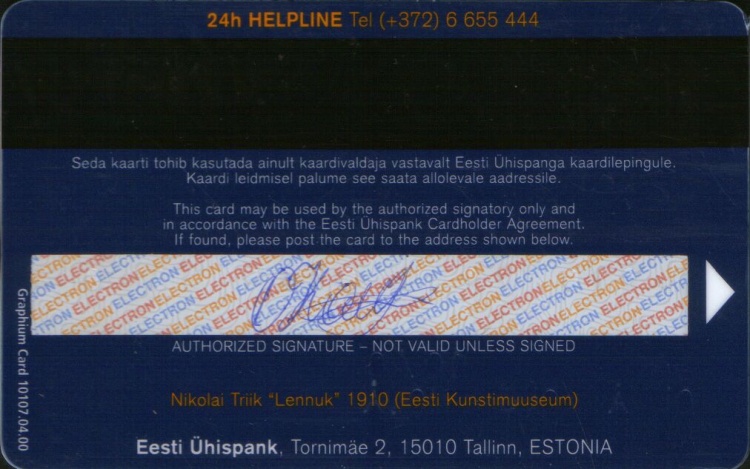 24h HELPLINE Tel (+372) 6 655 444
Seda kaarti tohib kasutada ainult kaardivaldaja vastavalt Eesti Ühispanga kaardilepingule.
Kaardi leidmisel palume see saata allolevale aadressile.
This card may be used by the authorized signatory only and
in accordance with the Eesti Ühispank Cardholder Agreement.
If found, please post the card to the address shown below.
ELECTRON ELECTRON ELECTRON ELECTRON ELECTRON
AUTHORIZED SIGNATURE – NOT VALID UNLESS SIGNED
Graphium Card 10107.04.00
Nikolai Triik "Lennuk" 1910 (Eesti Kunstimuuseum)
Eesti Ühispank, Tornimäe 2, 15010 Tallinn, ESTONIA